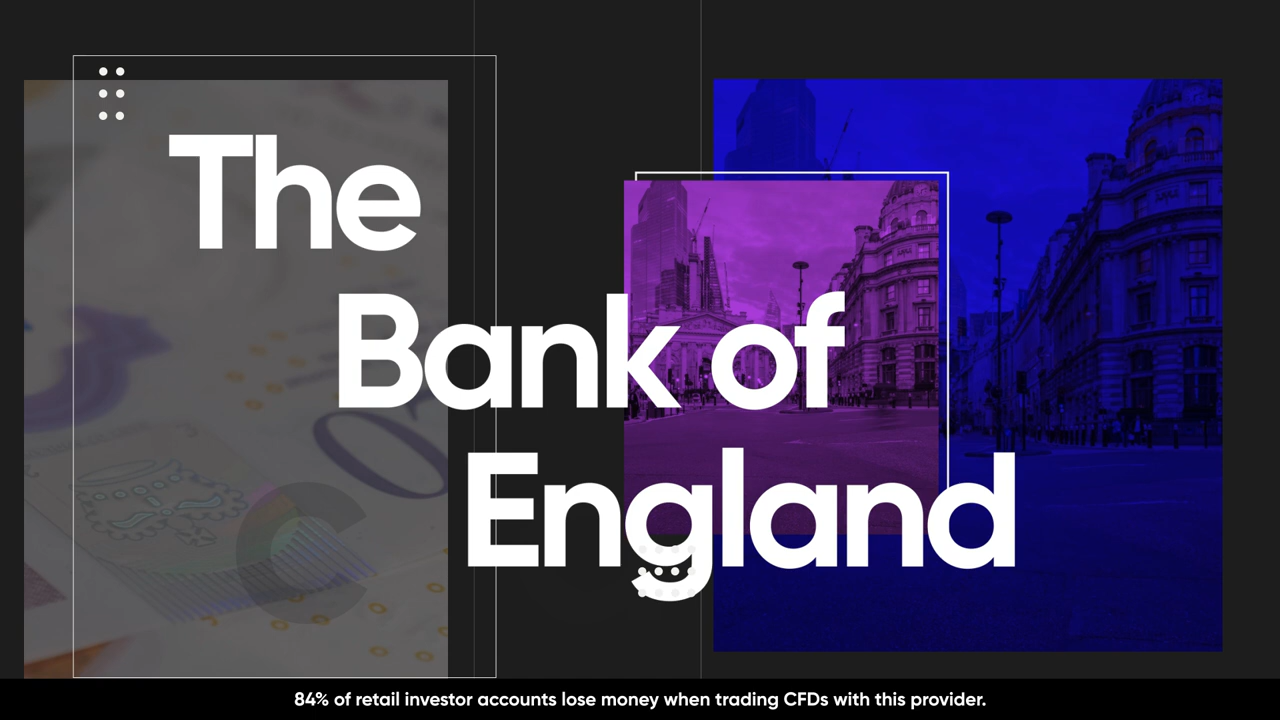 The
Bank of
England
84% of retail investor accounts lose money when trading CFDs with this provider.